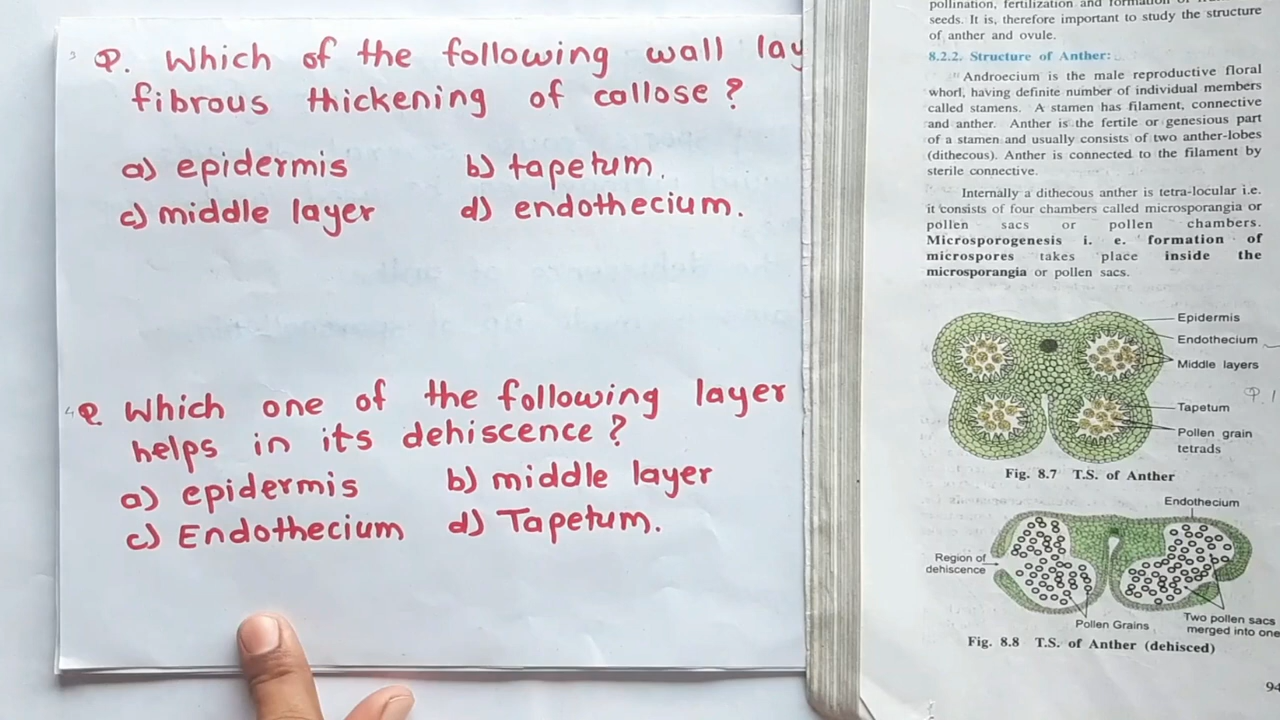 3 Q. Which of the following wall lay
fibrous thickening of callose ?
a) epidermis b) tapetum.
c) middle layer d) endothecium.
4 Q. Which one of the following layer
helps in its dehiscence ?
a) epidermis b) middle layer
c) Endothecium d) Tapetum.
pollination, fertilization and formation of
seeds. It is, therefore important to study the structure
of anther and ovule.
8.2.2. Structure of Anther:
Androecium is the male reproductive floral
whorl, having definite number of individual members
called stamens. A stamen has filament, connective
and anther. Anther is the fertile or genesious part
of a stamen and usually consists of two anther-lobes
(dithecous). Anther is connected to the filament by
sterile connective.
Internally a dithecous anther is tetra-locular i.e.
it consists of four chambers called microsporangia or
pollen sacs or pollen chambers.
Microsporogenesis i. e. formation of
microspores takes place inside the
microsporangia or pollen sacs.
Epidermis
Endothecium
Middle layers
Tapetum
Pollen grain
tetrads
Fig. 8.7 T.S. of Anther
Endothecium
Region of
dehiscence
Pollen Grains
Two pollen sacs
merged into one
Fig. 8.8 T.S. of Anther (dehisced)
94